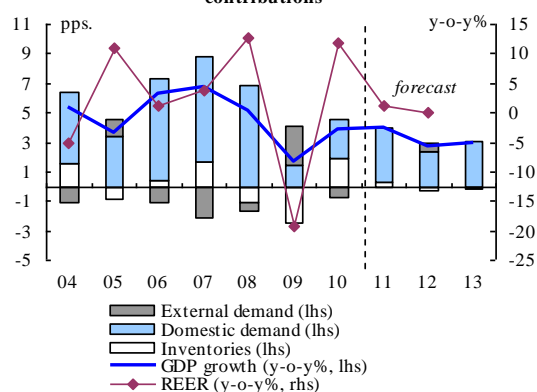 contributions
pps. y-o-y%
11 15
9 10
7 5
forecast
5 0
3 -5
1 -10
-1 -15
-3 -20
-5 -25
04 05 06 07 08 09 10 11 12 13
External demand (lhs)
Domestic demand (lhs)
Inventories (lhs)
GDP growth (y-o-y%, lhs)
REER (y-o-y%, rhs)